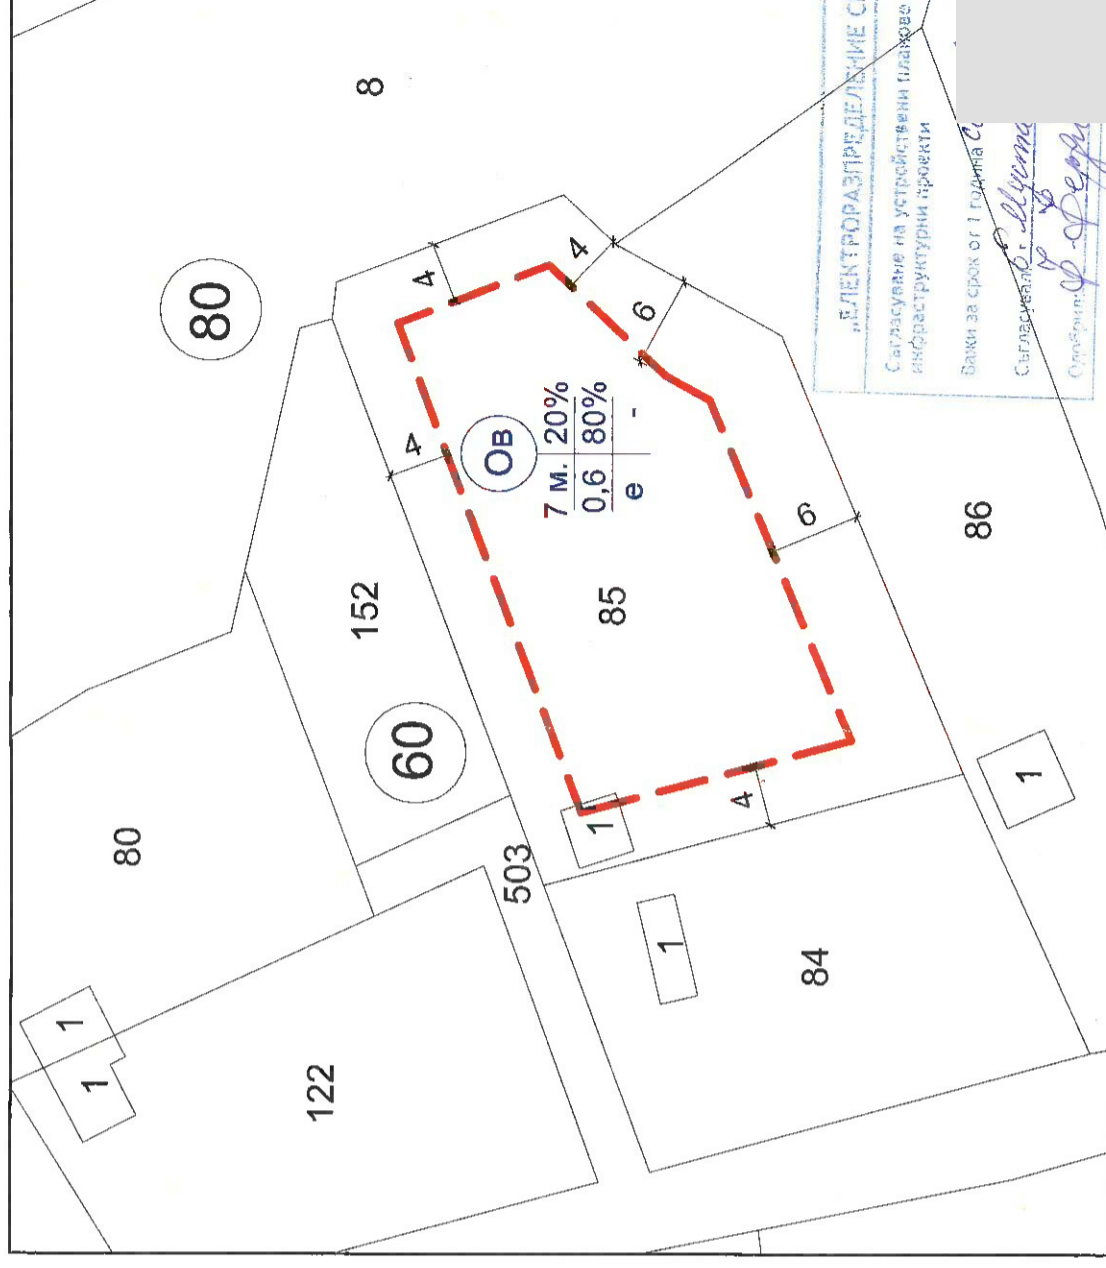 8
80
4
4
6
4
Ов
7 м. 20%
0,6 80%
е -
152
85
6
86
60
80
503
1
4
1
1
84
1
1
122
„ЕЛЕКТРОРАЗПРЕДЕЛЕНИЕ С
Съгласуване на устройствени планово
инфраструктурни проекти
Важи за срок от 1 година
Съгласувал:
Одобрил: